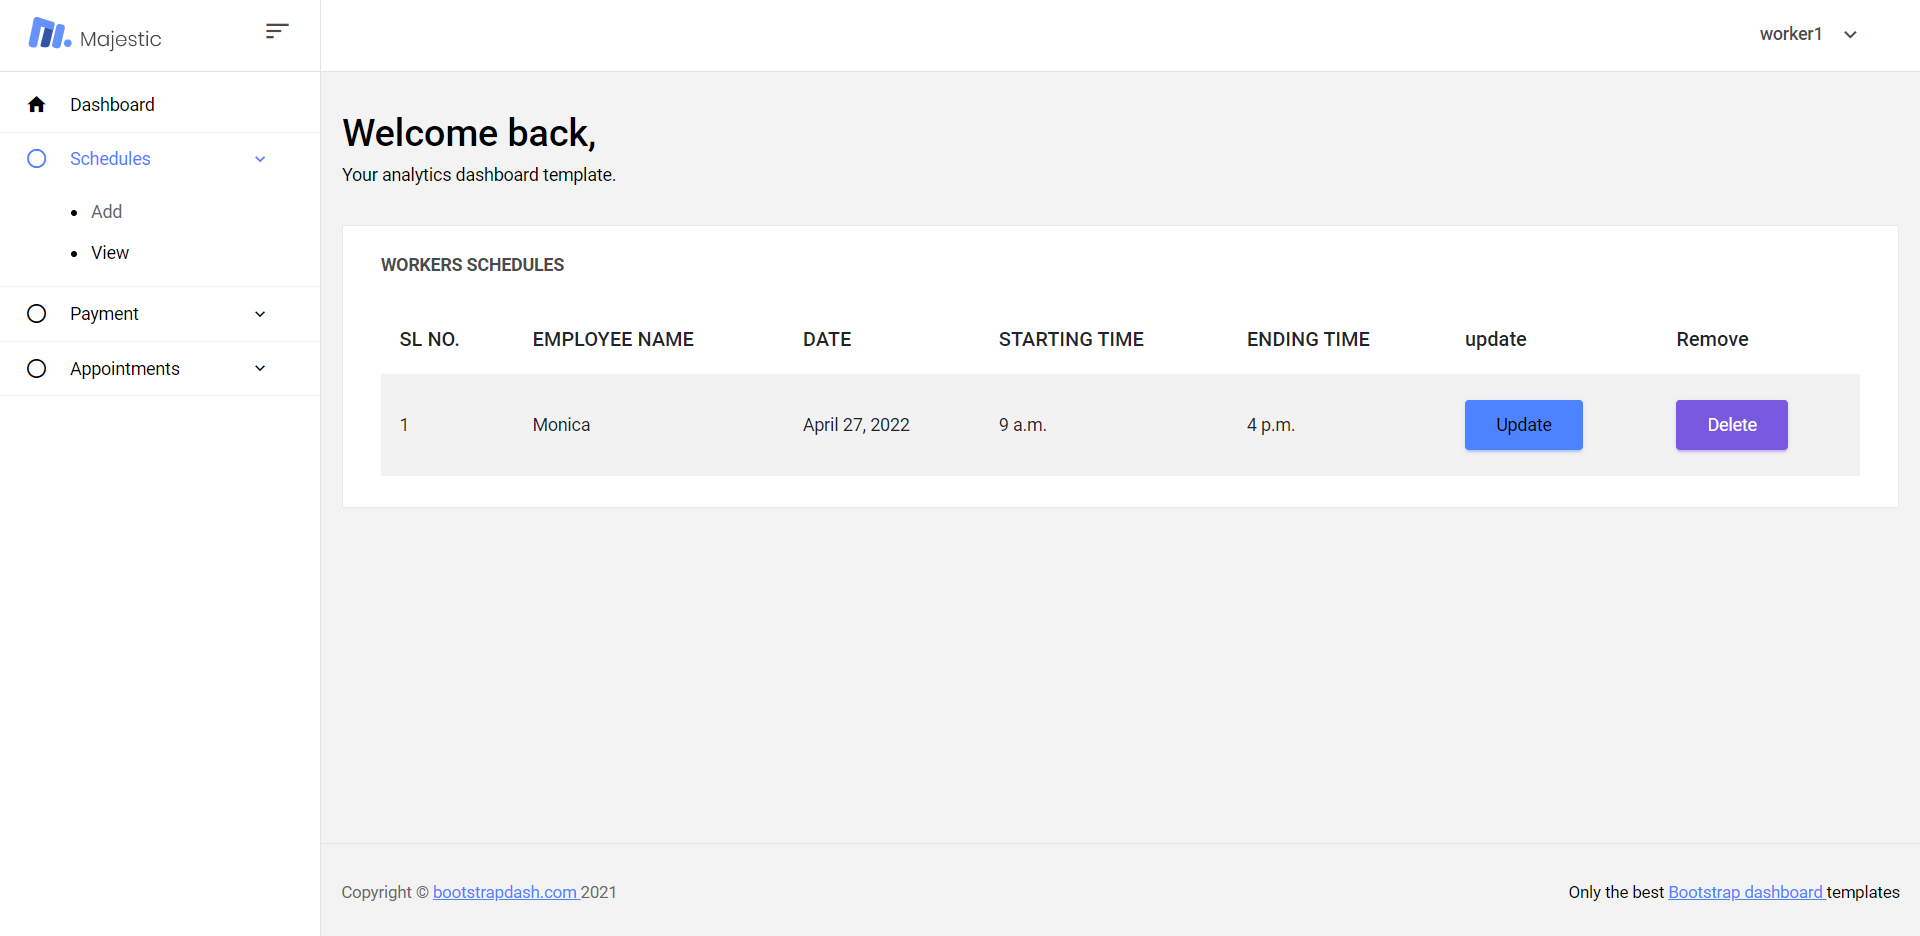 Majestic
worker1
Dashboard
Schedules
Add
View
Payment
Appointments
Welcome back,
Your analytics dashboard template.
WORKERS SCHEDULES
SL NO. EMPLOYEE NAME DATE STARTING TIME ENDING TIME update Remove
1 Monica April 27, 2022 9 a.m. 4 p.m. Update Delete
Copyright © bootstrapdash.com 2021
Only the best Bootstrap dashboard templates